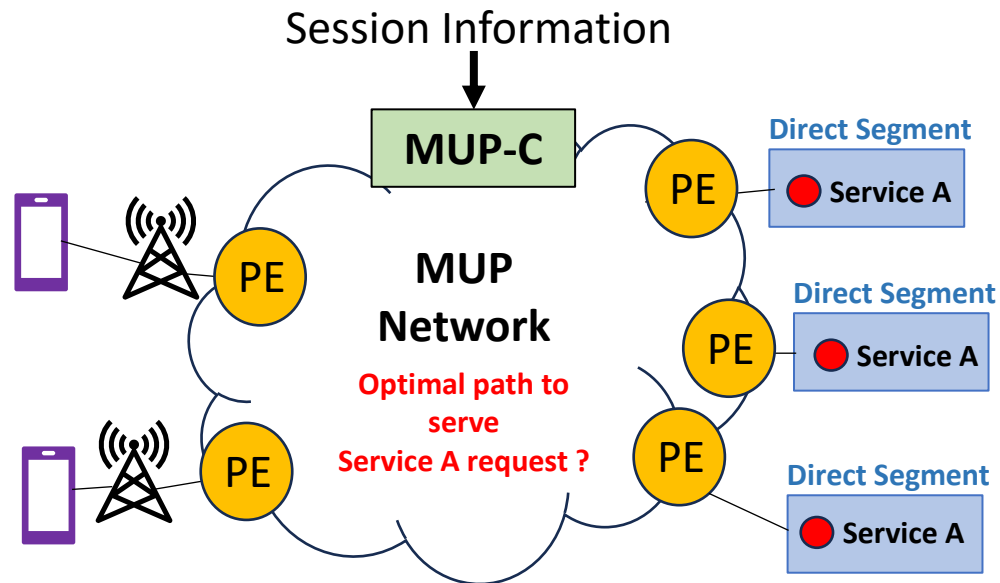 Session Information
MUP-C
Direct Segment
PE
Service A
PE
MUP
Network
Direct Segment
PE
Service A
Optimal path to
serve
Service A request ?
PE
PE
Direct Segment
Service A